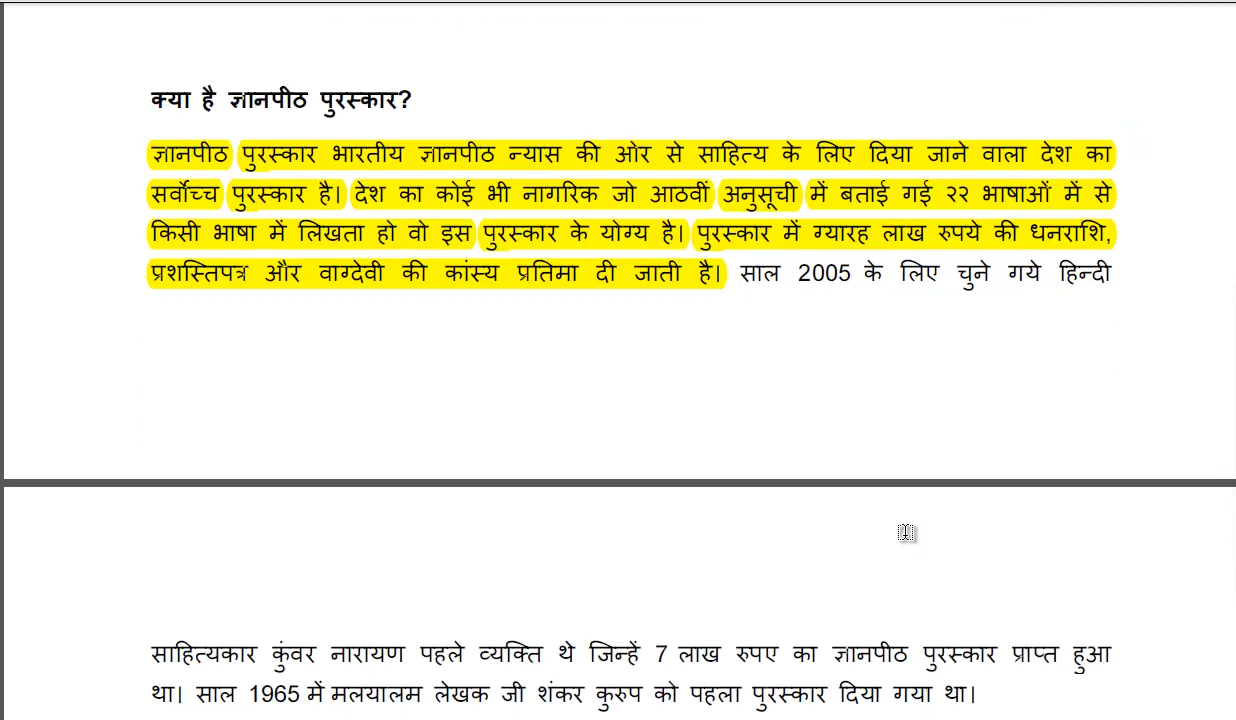 क्या है ज्ञानपीठ पुरस्कार?
ज्ञानपीठ पुरस्कार भारतीय ज्ञानपीठ न्यास की ओर से साहित्य के लिए दिया जाने वाला देश का
सर्वोच्च पुरस्कार है। देश का कोई भी नागरिक जो आठवीं अनुसूची में बताई गई २२ भाषाओं में से
किसी भाषा में लिखता हो वो इस पुरस्कार के योग्य है। पुरस्कार में ग्यारह लाख रुपये की धनराशि,
प्रशस्तिपत्र और वाग्देवी की कांस्य प्रतिमा दी जाती है। साल 2005 के लिए चुने गये हिन्दी
साहित्यकार कुंवर नारायण पहले व्यक्ति थे जिन्हें 7 लाख रुपए का ज्ञानपीठ पुरस्कार प्राप्त हुआ
था। साल 1965 में मलयालम लेखक जी शंकर कुरुप को पहला पुरस्कार दिया गया था।